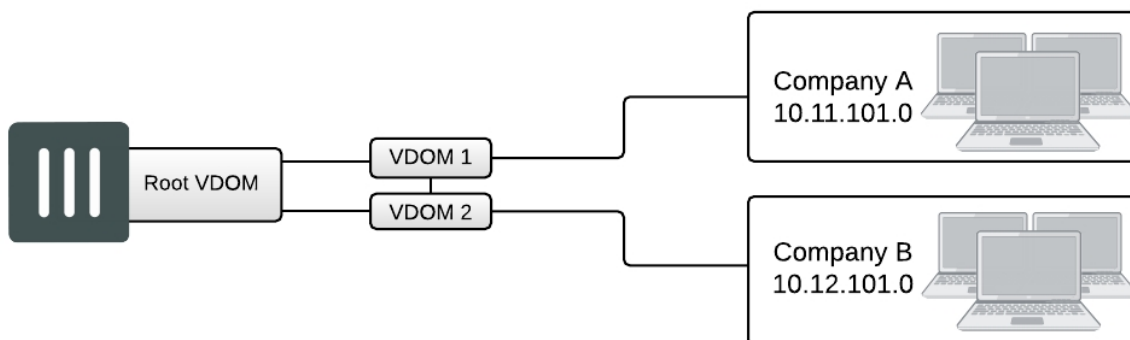 Root VDOM
VDOM 1
VDOM 2
Company A
10.11.101.0
Company B
10.12.101.0